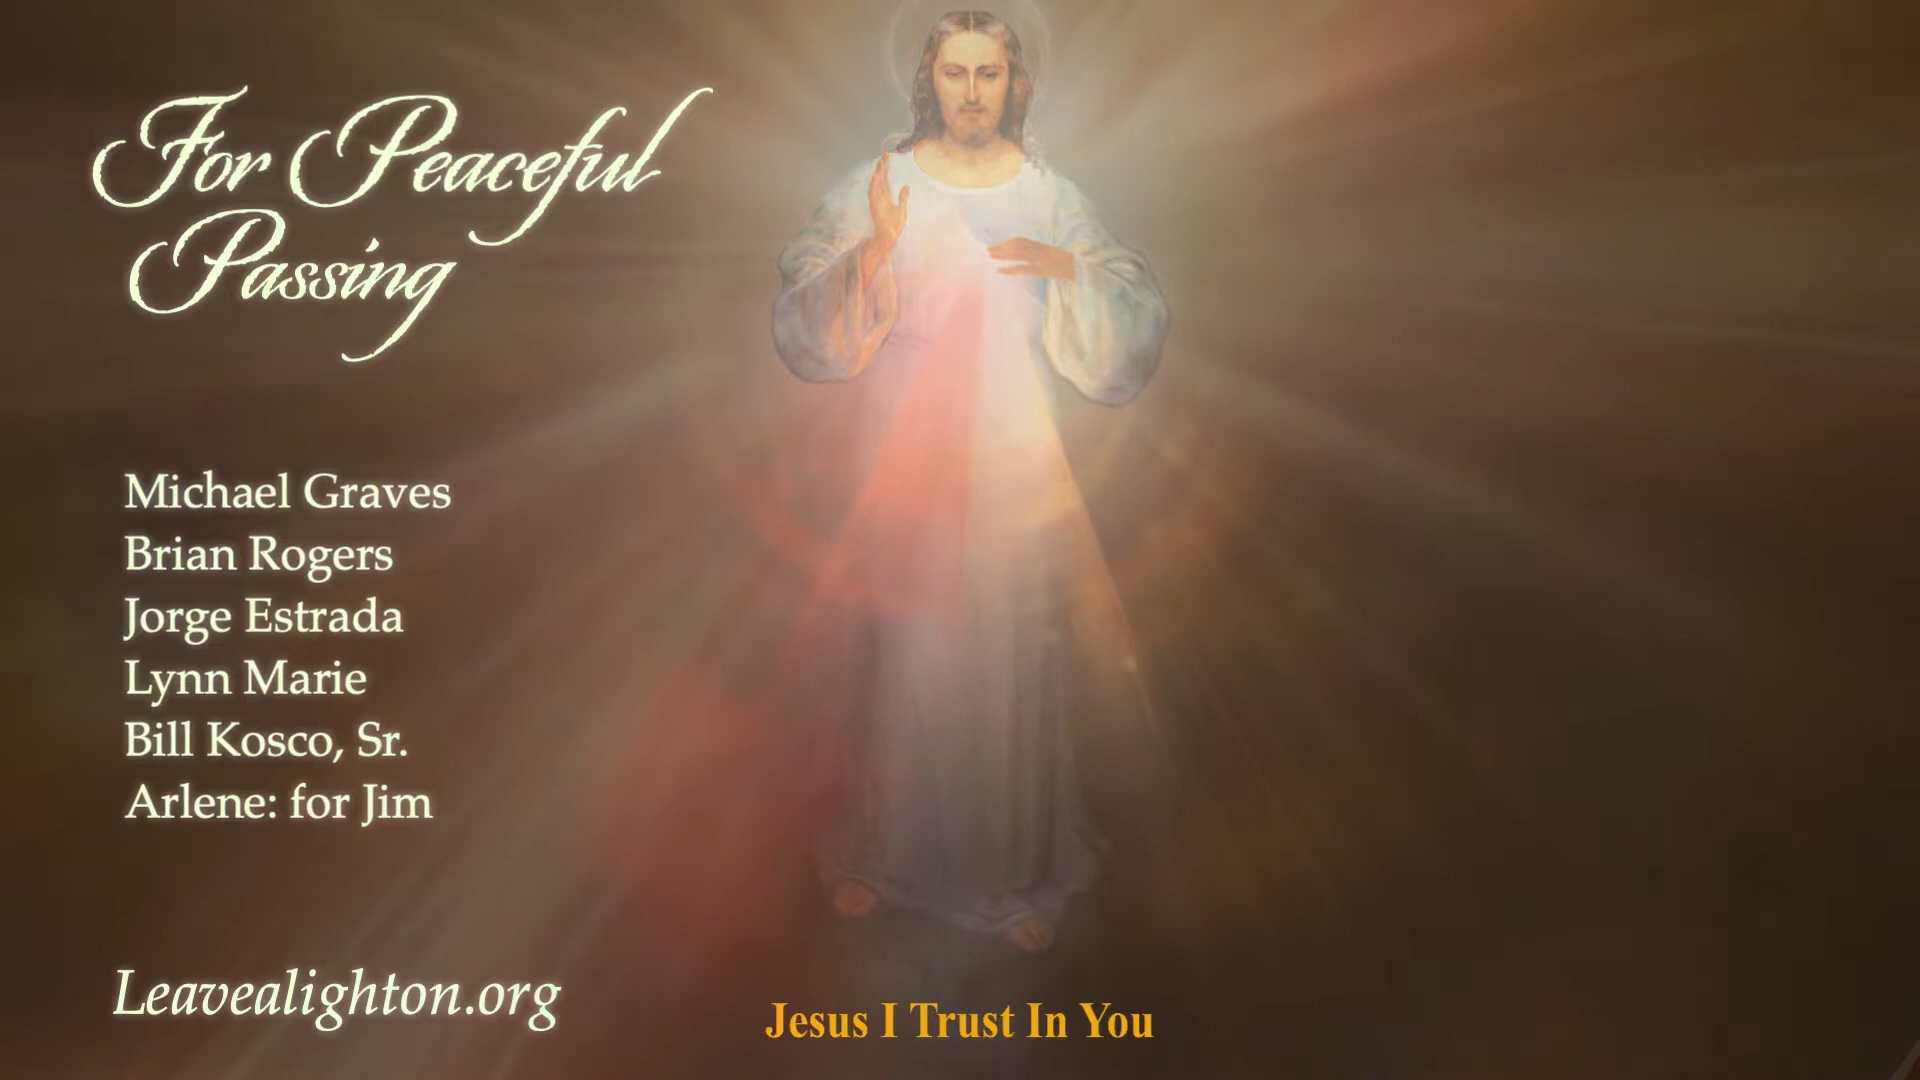 For Peaceful
Passing
Michael Graves
Brian Rogers
Jorge Estrada
Lynn Marie
Bill Kosco, Sr.
Arlene: for Jim
Leavealighton.org
Jesus I Trust In You